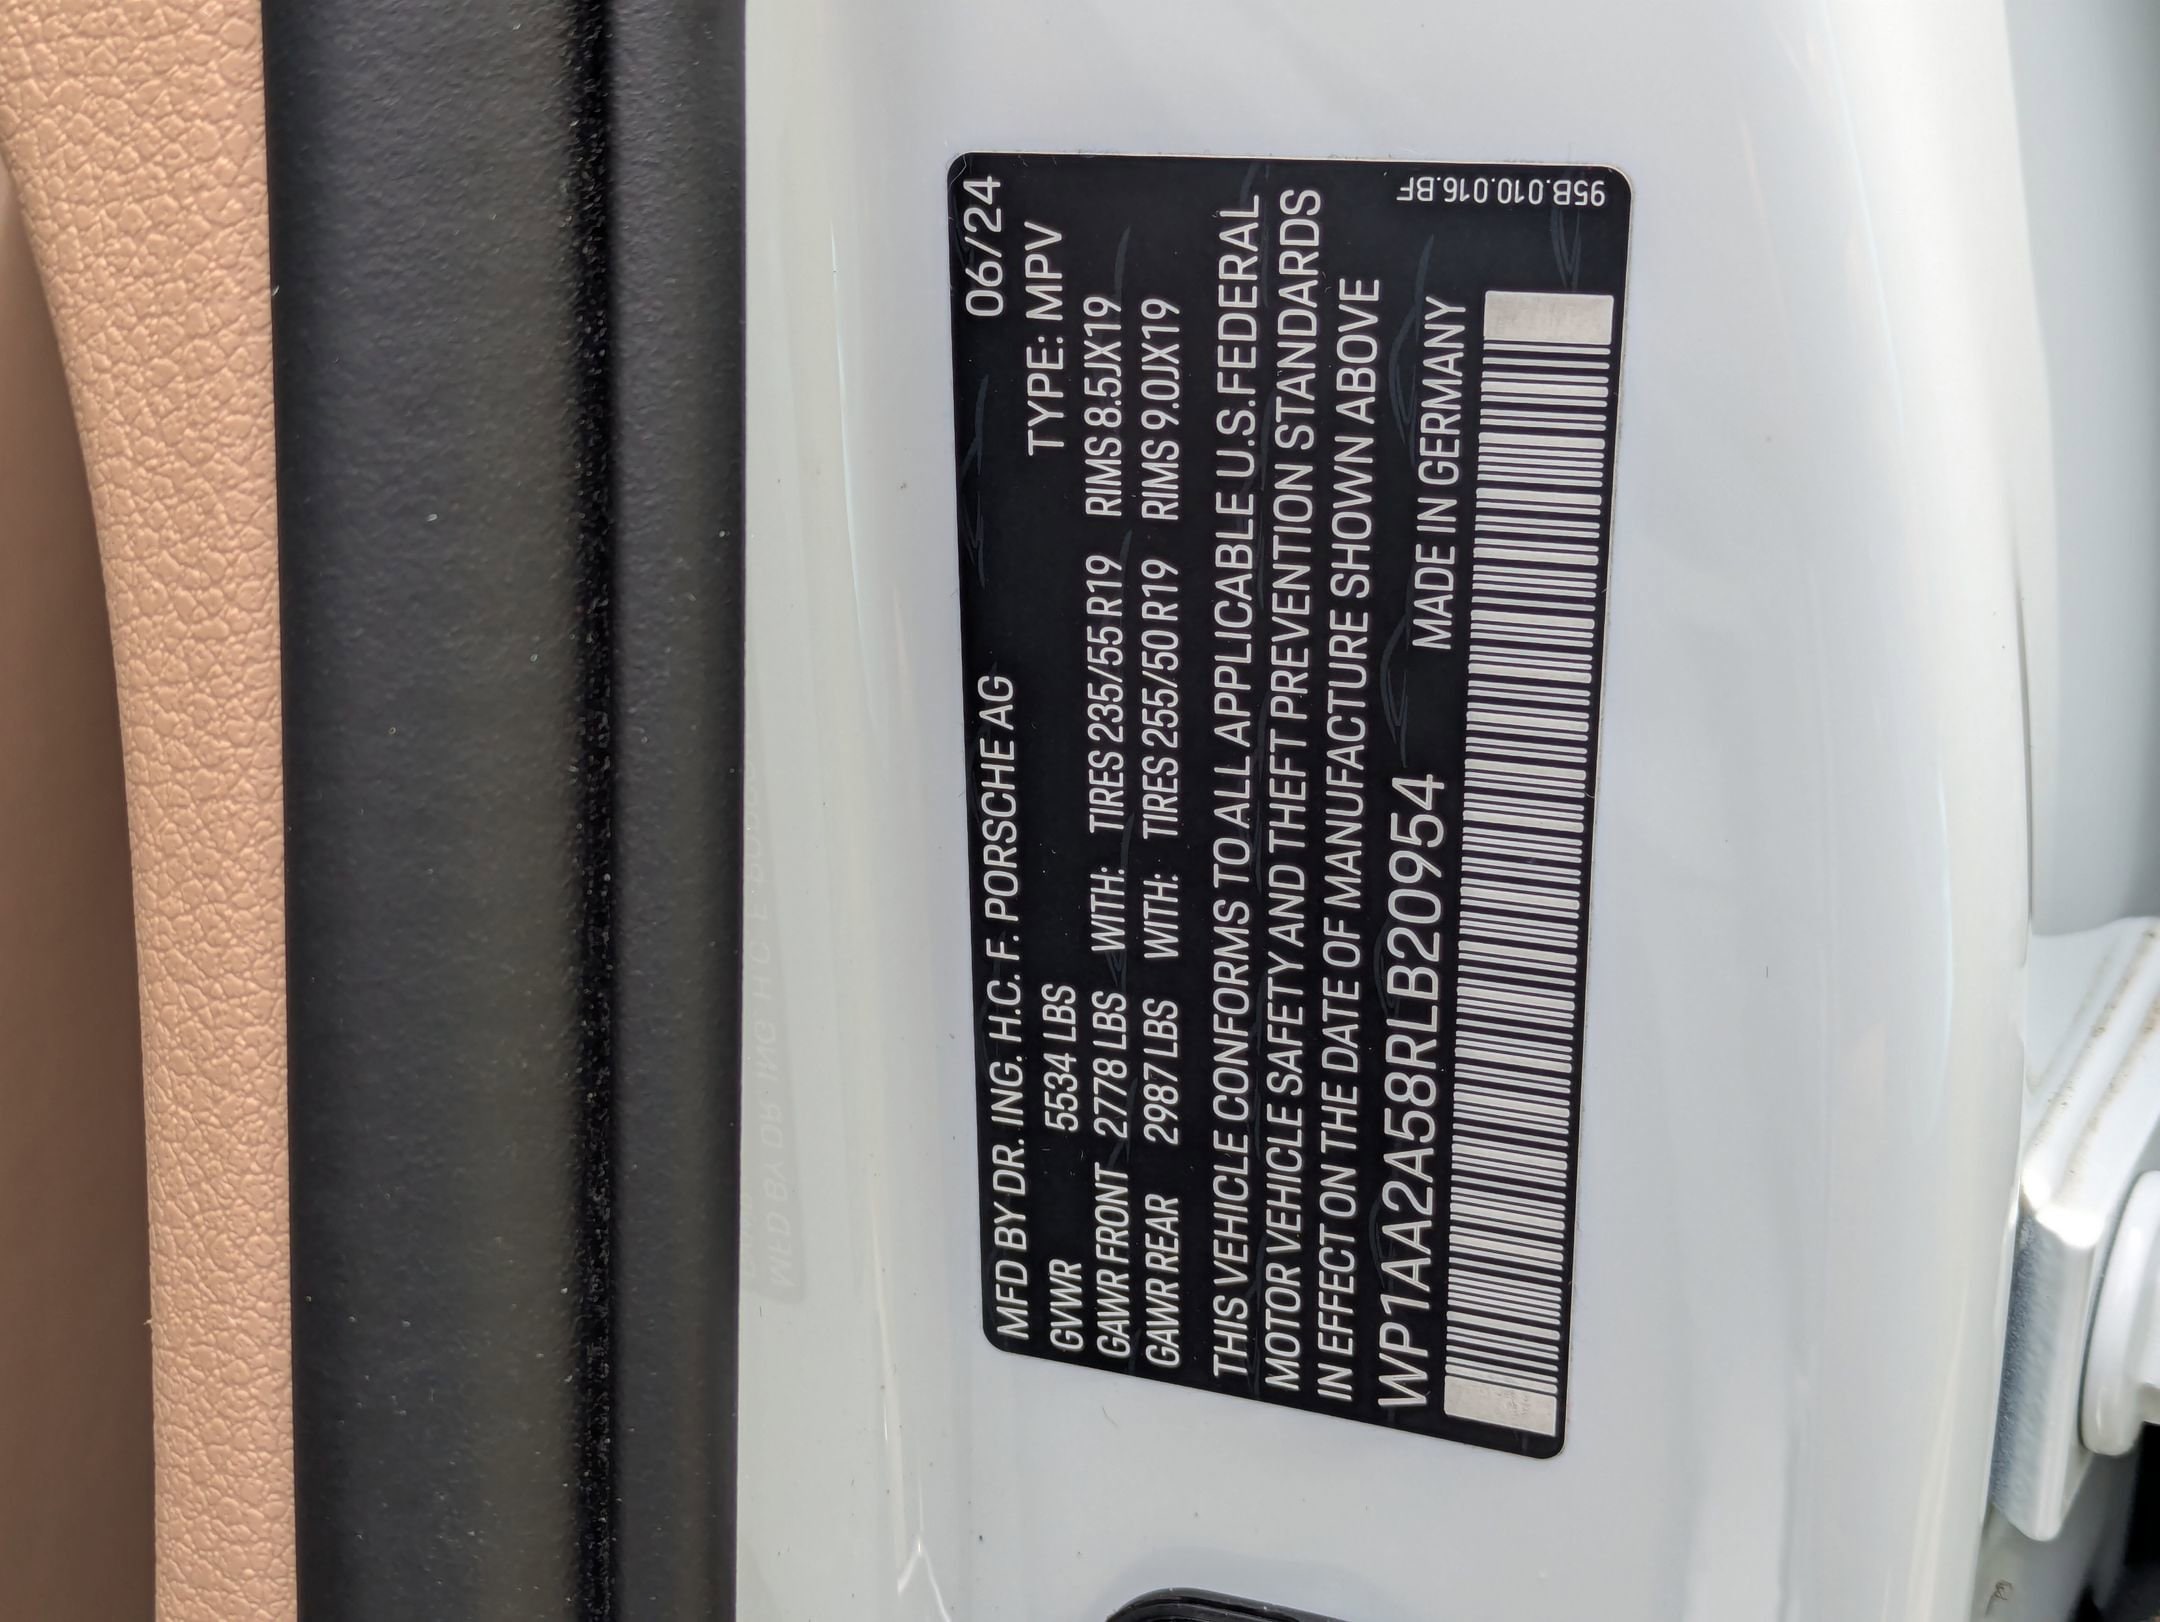 MFD BY DR. ING. H.C. F. PORSCHE AG 06/24
GVWR 5534 LBS TYPE: MPV
GAWR FRONT 2778 LBS WITH: TIRES 235/55 R19 RIMS 8.5JX19
GAWR REAR 2987 LBS WITH: TIRES 255/50 R19 RIMS 9.0JX19
THIS VEHICLE CONFORMS TO ALL APPLICABLE U.S.FEDERAL
MOTOR VEHICLE SAFETY AND THEFT PREVENTION STANDARDS
IN EFFECT ON THE DATE OF MANUFACTURE SHOWN ABOVE
WP1AA2A58RLB20954 MADE IN GERMANY
95B.010.016.BF